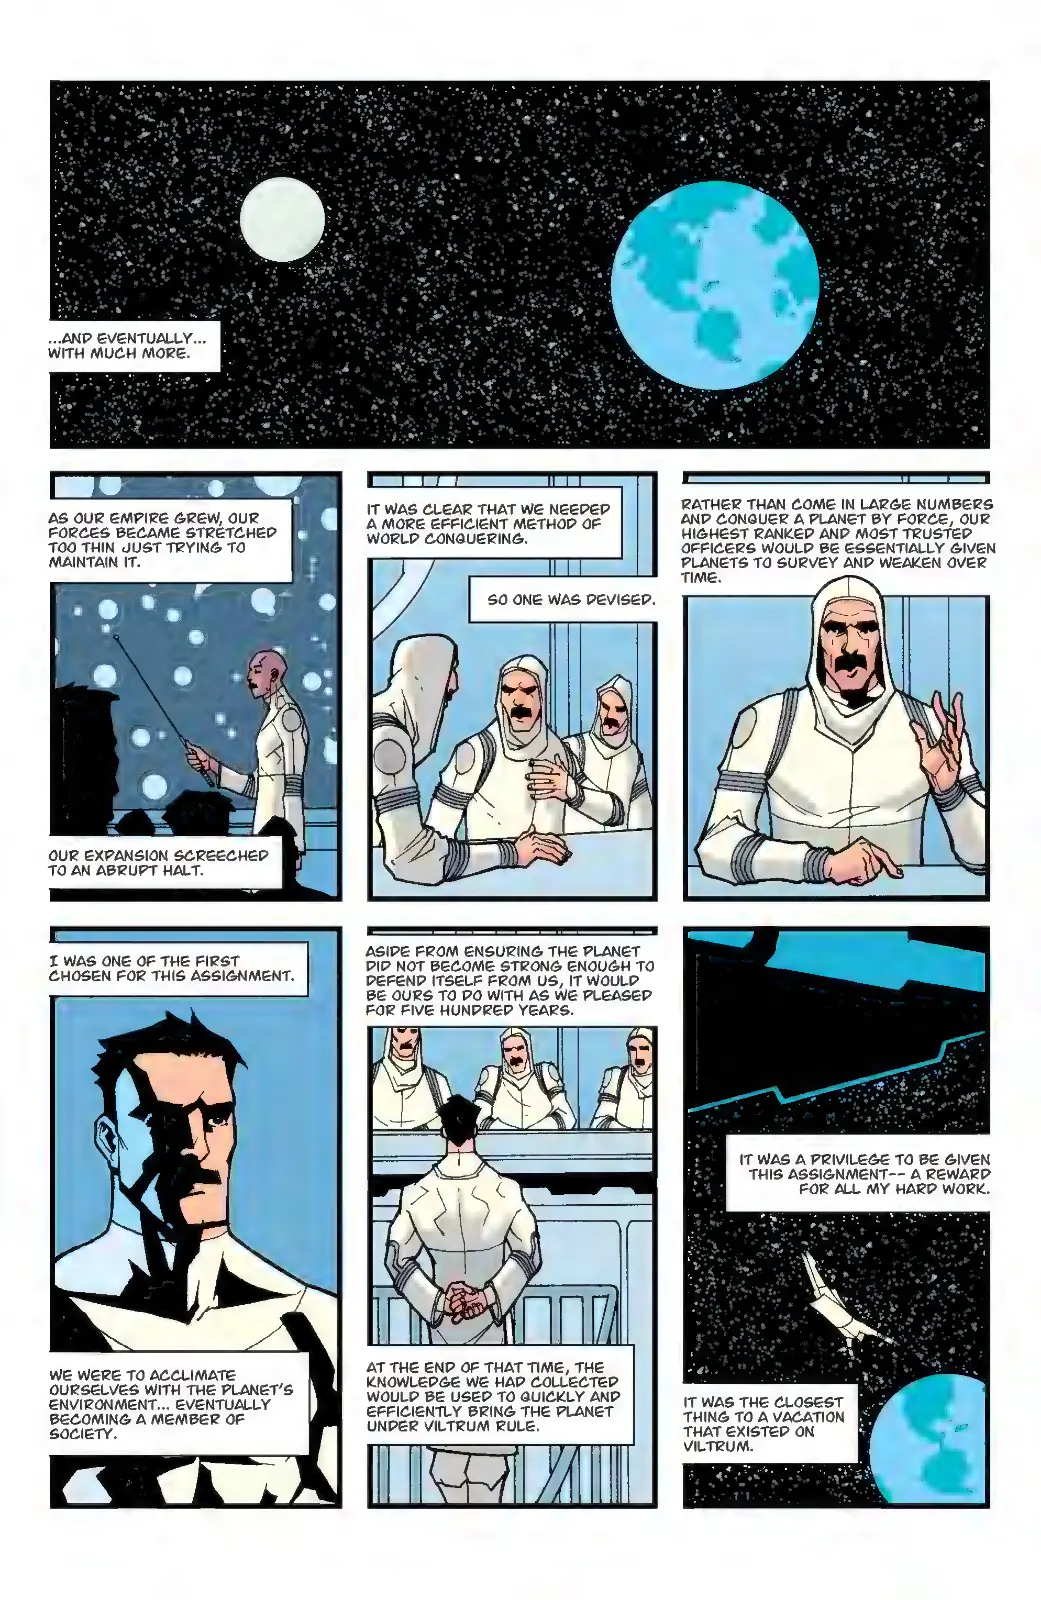 ...AND EVENTUALLY...
WITH MUCH MORE.
AS OUR EMPIRE GREW, OUR
FORCES BECAME STRETCHED
TOO THIN JUST TRYING TO
MAINTAIN IT.
OUR EXPANSION SCREECHED
TO AN ABRUPT HALT.
IT WAS CLEAR THAT WE NEEDED
A MORE EFFICIENT METHOD OF
WORLD CONQUERING.
SO ONE WAS DEVISED.
RATHER THAN COME IN LARGE NUMBERS
AND CONQUER A PLANET BY FORCE, OUR
HIGHEST RANKED AND MOST TRUSTED
OFFICERS WOULD BE ESSENTIALLY GIVEN
PLANETS TO SURVEY AND WEAKEN OVER
TIME.
I WAS ONE OF THE FIRST
CHOSEN FOR THIS ASSIGNMENT.
WE WERE TO ACCLIMATE
OURSELVES WITH THE PLANET'S
ENVIRONMENT... EVENTUALLY
BECOMING A MEMBER OF
SOCIETY.
ASIDE FROM ENSURING THE PLANET
DID NOT BECOME STRONG ENOUGH TO
DEFEND ITSELF FROM US, IT WOULD
BE OURS TO DO WITH AS WE PLEASED
FOR FIVE HUNDRED YEARS.
AT THE END OF THAT TIME, THE
KNOWLEDGE WE HAD COLLECTED
WOULD BE USED TO QUICKLY AND
EFFICIENTLY BRING THE PLANET
UNDER VILTRUM RULE.
IT WAS A PRIVILEGE TO BE GIVEN
THIS ASSIGNMENT-- A REWARD
FOR ALL MY HARD WORK.
IT WAS THE CLOSEST
THING TO A VACATION
THAT EXISTED ON
VILTRUM.